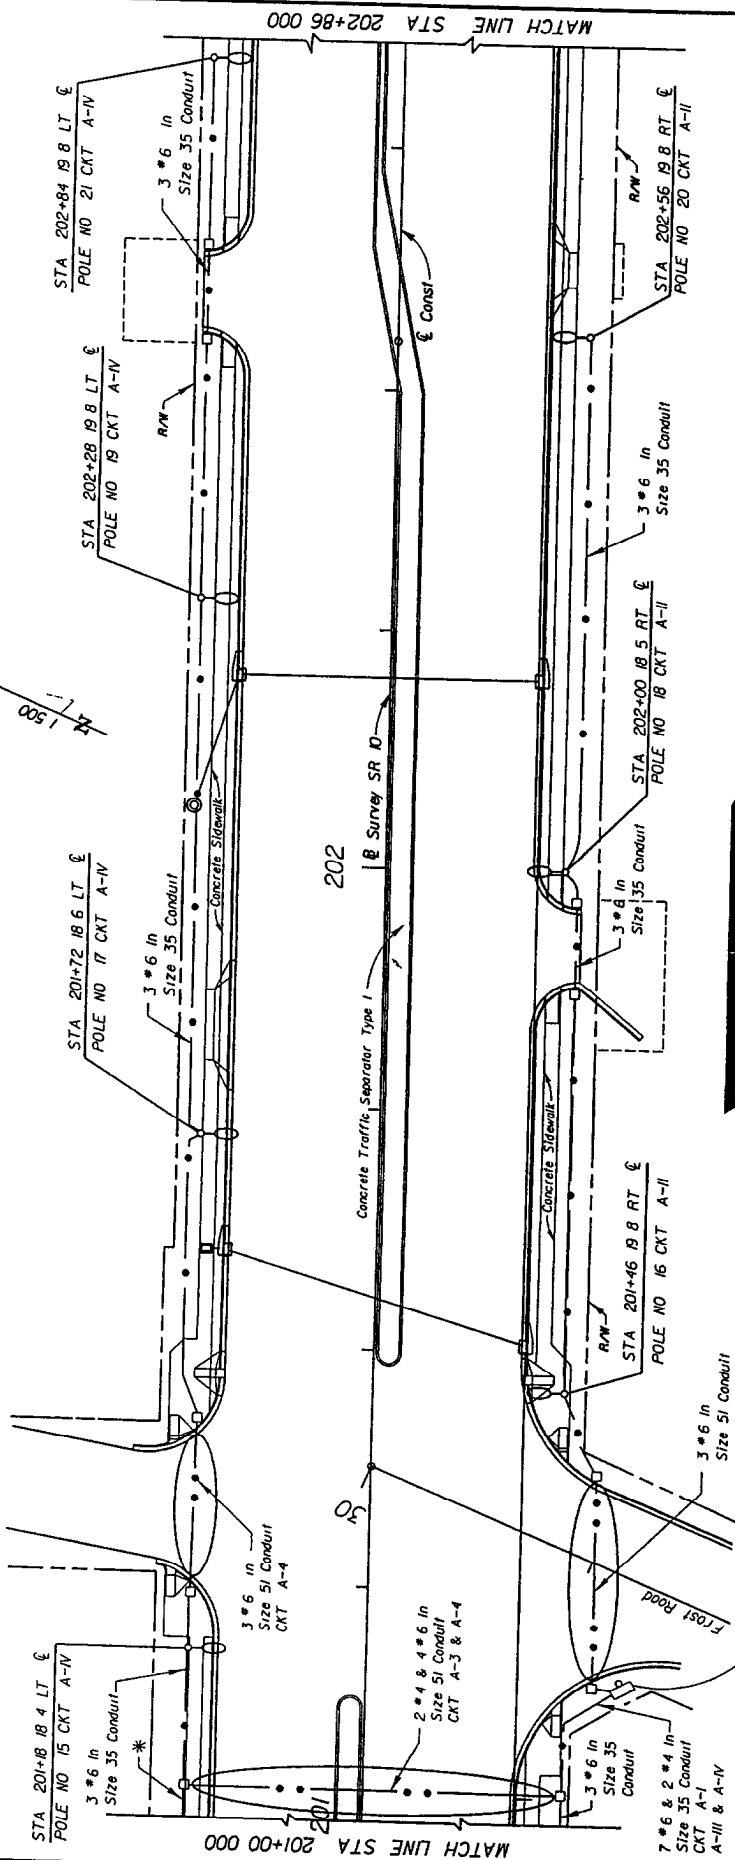 MATCH LINE STA 202+86 000
STA 202+84 19 8 LT ℄
POLE NO 21 CKT A-IV
3 #6 In
Size 35 Conduit
STA 202+28 19 8 LT ℄
POLE NO 19 CKT A-IV
R/W
℄ Const
R/W
STA 202+56 19 8 RT ℄
POLE NO 20 CKT A-II
3 #6 In
Size 35 Conduit
1 500
N
STA 201+72 18 6 LT ℄
POLE NO 17 CKT A-IV
3 #6 In
Size 35 Conduit
Concrete Sidewalk
202
℄ Survey SR 10
STA 202+00 18 5 RT ℄
POLE NO 18 CKT A-II
3 #6 In
Size 35 Conduit
Concrete Traffic Separator Type 1
Concrete Sidewalk
R/W
STA 201+46 19 8 RT ℄
POLE NO 16 CKT A-II
3 #6 In
Size 51 Conduit
30
Frost Road
3 #6 In
Size 51 Conduit
CKT A-4
2 #4 & 4 #6 In
Size 51 Conduit
CKT A-3 & A-4
STA 201+18 18 4 LT ℄
POLE NO 15 CKT A-IV
3 #6 In
Size 35 Conduit
*
201
3 #6 In
Size 35
Conduit
7 #6 & 2 #4 In
Size 35 Conduit
CKT A-I
A-III & A-IV
MATCH LINE STA 201+00 000